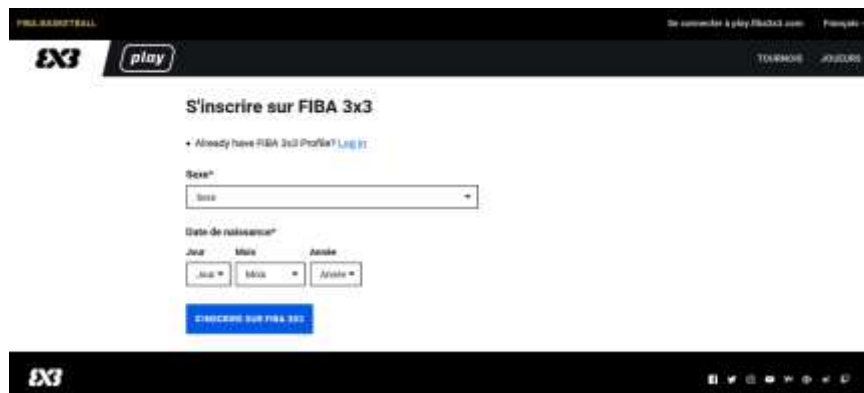 FIBA.BASKETBALL
Se connecter à play.fiba3x3.com Français
3X3 play
TOURNOIS JOUEURS
S'inscrire sur FIBA 3x3
• Already have FIBA 3x3 Profile? Log in
Sexe*
Sexe
Date de naissance*
Jour Mois Année
Jour Mois Année
S'INSCRIRE SUR FIBA 3X3
3X3